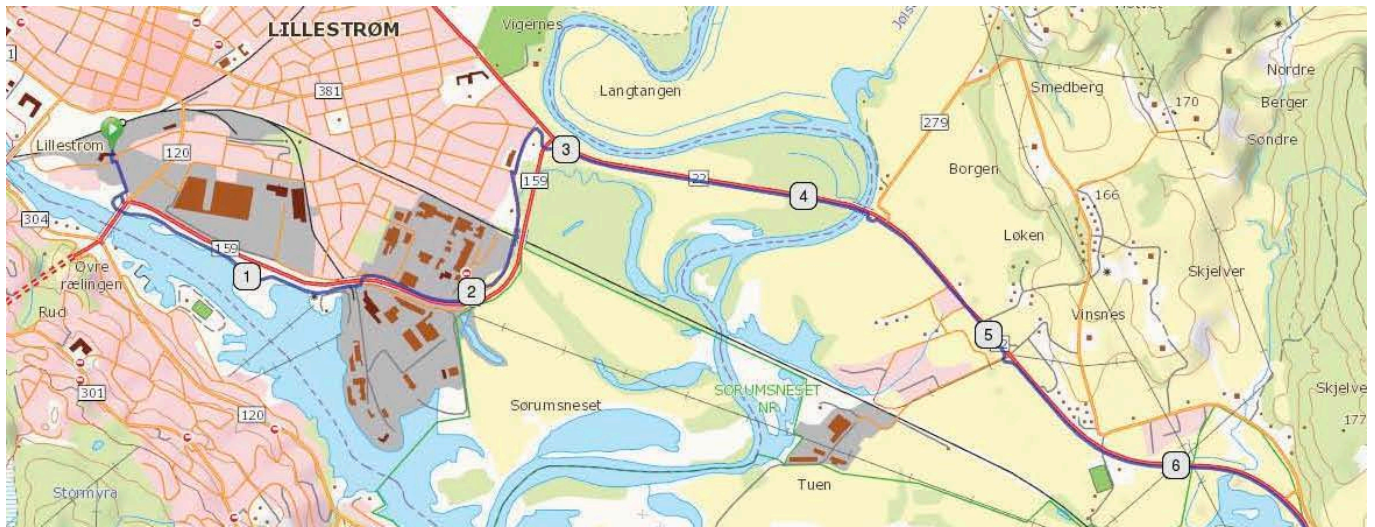 LILLESTRØM
Vigernes
Langtangen
Smedberg
Nordre
Berger
Søndre
170
381
279
1
Lillestrøm
120
3
159
22
4
Borgen
166
304
Løken
Skjelver
159
1
Øvre
rælingen
2
Rud
Vinsnes
5
301
120
Sørumsneset
SØRUMSNESET
NR
Skjelve
177
6
Tuen
Stormyra